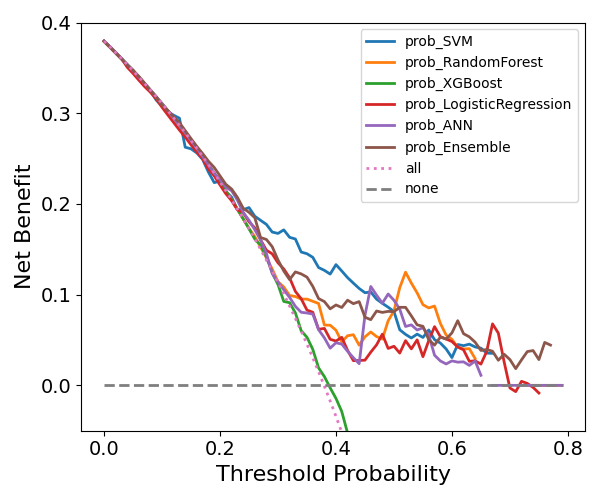 0.4
0.3
0.2
0.1
0.0
Net Benefit
prob_SVM
prob_RandomForest
prob_XGBoost
prob_LogisticRegression
prob_ANN
prob_Ensemble
all
none
0.0 0.2 0.4 0.6 0.8
Threshold Probability